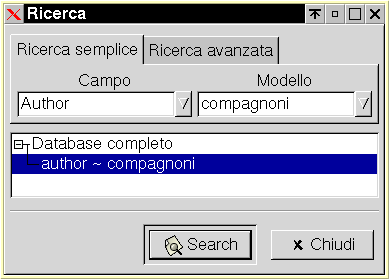 Ricerca
Ricerca semplice Ricerca avanzata
Campo Modello
Author compagnoni
Database completo
author ~ compagnoni
Search Chiudi